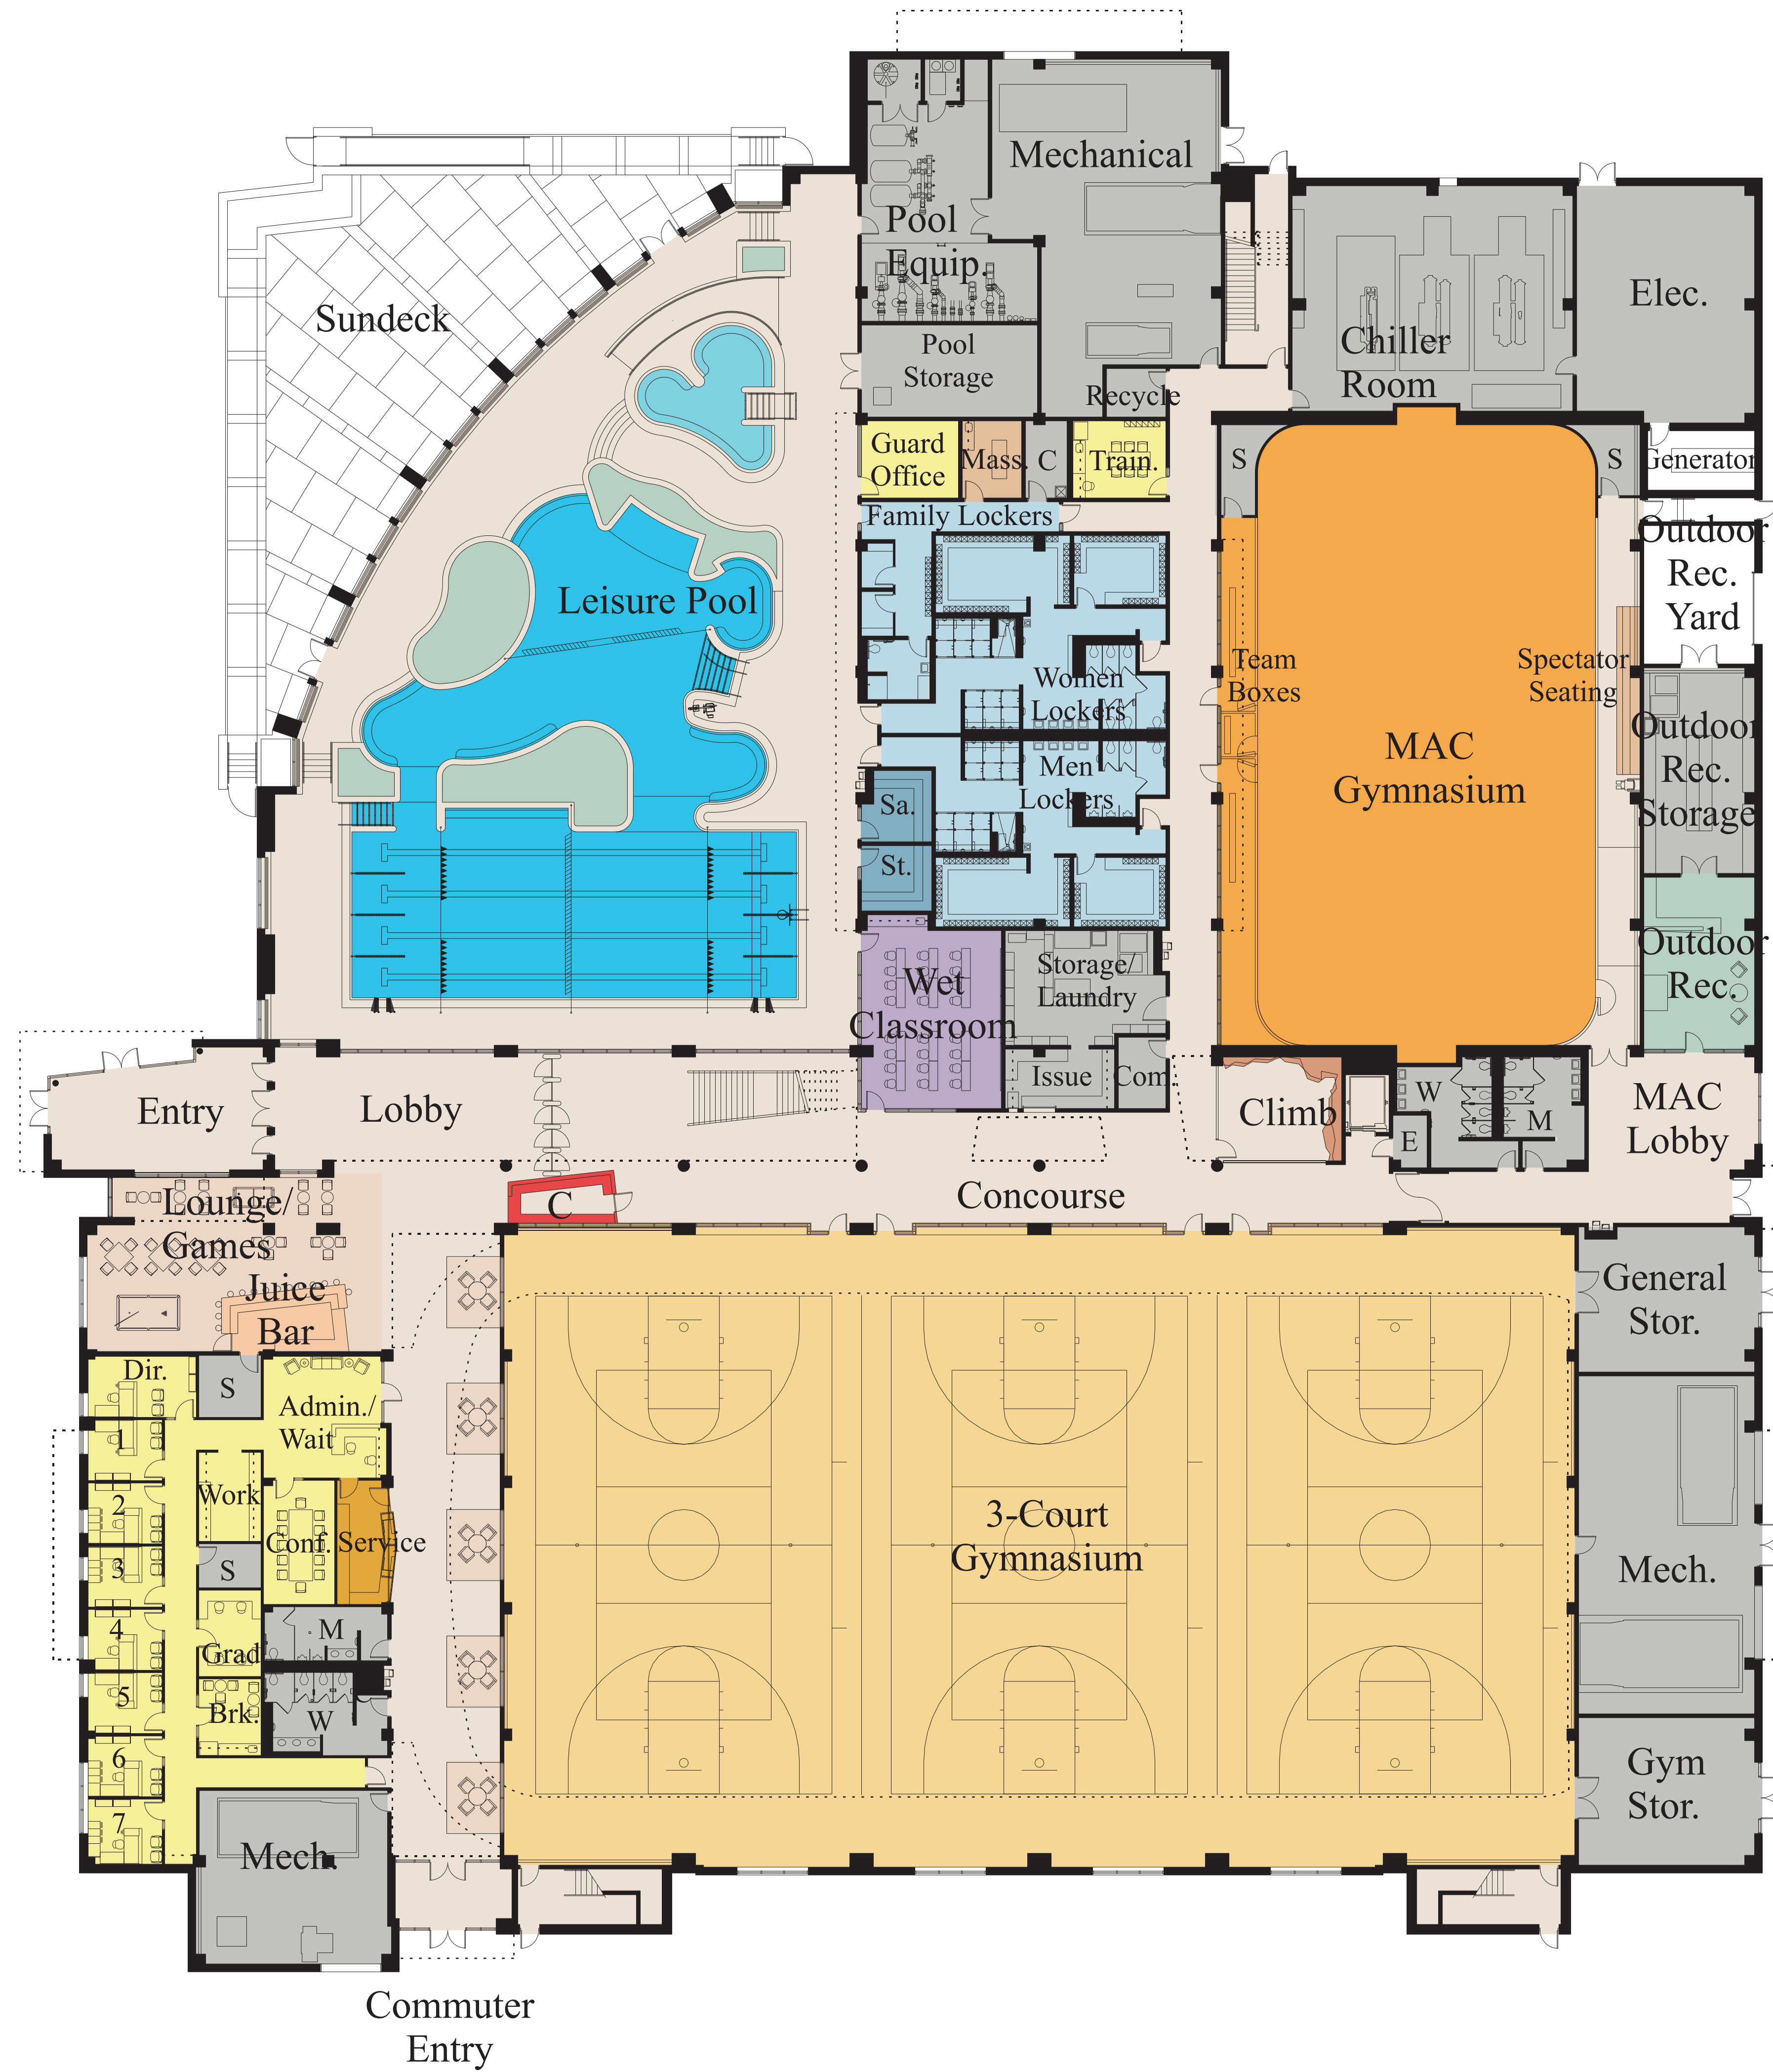 Mechanical
Pool
Equip.
Sundeck
Elec.
Chiller
Room
Pool
Storage
Recycle
Guard
Office
Mass.
C
Train.
S
S
Generator
Family Lockers
Outdoor
Rec.
Yard
Leisure Pool
Women
Lockers
Team
Boxes
Spectator
Seating
MAC
Gymnasium
Outdoor
Rec.
Storage
Men
Lockers
Sa.
St.
Wet
Classroom
Storage/
Laundry
Outdoor
Rec.
Issue
Com.
Entry
Lobby
Climb
W
M
E
MAC
Lobby
Lounge/
Games
C
Concourse
Juice
Bar
General
Stor.
Dir.
S
Admin./
Wait
1
2
Work
Conf.
Service
3
S
3-Court
Gymnasium
Mech.
4
Grad
M
5
Brk.
W
6
7
Gym
Stor.
Mech.
Commuter
Entry